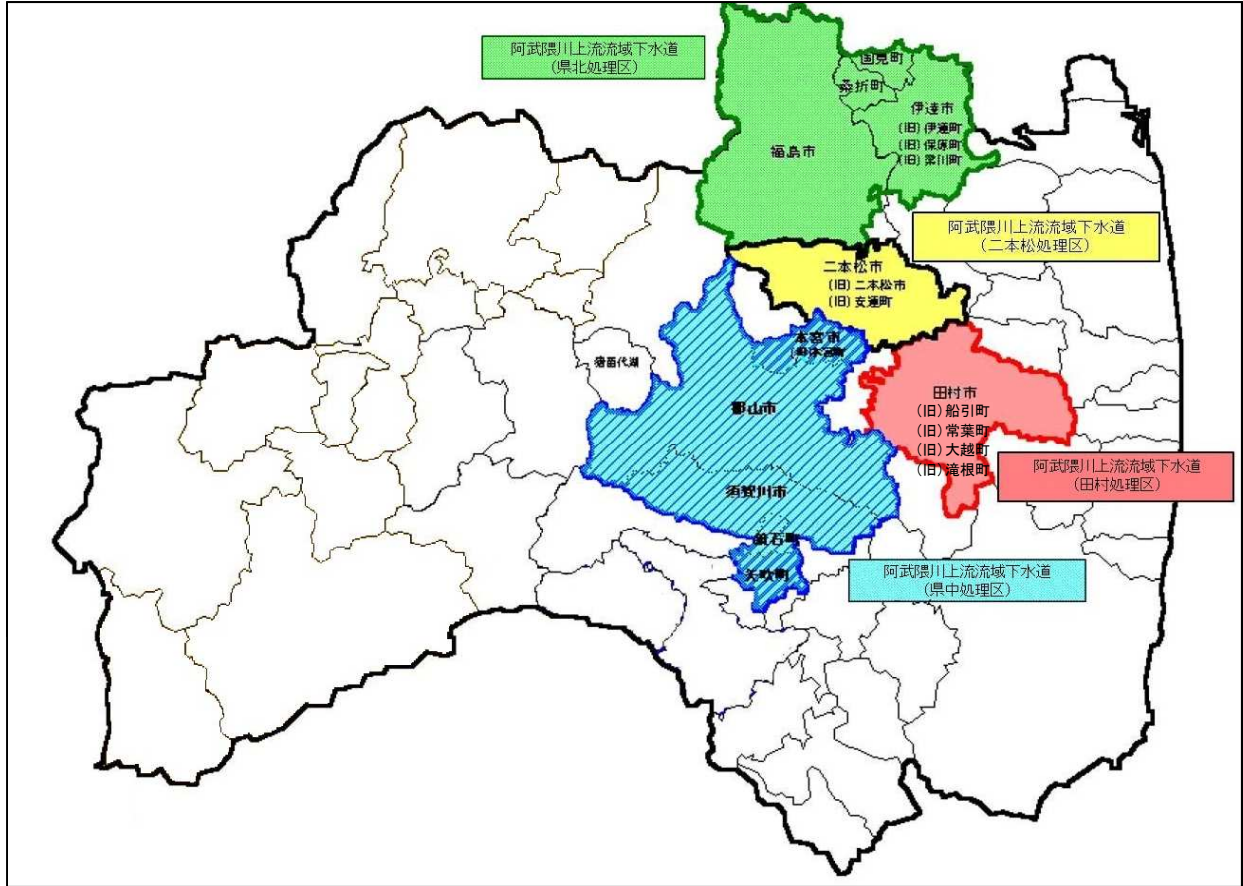 阿武隈川上流流域下水道
(県北処理区)
国見町
桑折町
伊達市
(旧) 伊達町
(旧) 保原町
(旧) 梁川町
福島市
阿武隈川上流流域下水道
(二本松処理区)
二本松市
(旧) 二本松市
(旧) 安達町
本宮市
(旧本宮町)
猪苗代湖
郡山市
田村市
(旧) 船引町
(旧) 常葉町
(旧) 大越町
(旧) 滝根町
阿武隈川上流流域下水道
(田村処理区)
須賀川市
鏡石町
矢吹町
阿武隈川上流流域下水道
(県中処理区)